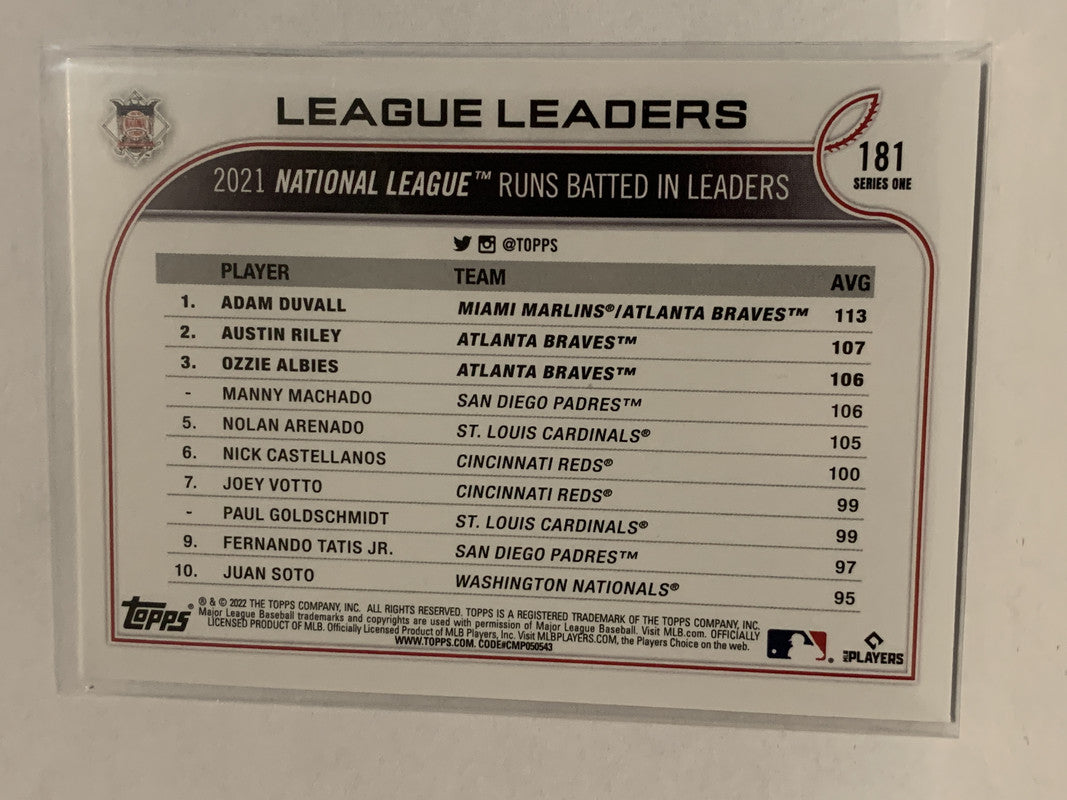 LEAGUE LEADERS
181
SERIES ONE
2021 NATIONAL LEAGUE™ RUNS BATTED IN LEADERS
@TOPPS
PLAYER TEAM AVG
1. ADAM DUVALL MIAMI MARLINS®/ATLANTA BRAVES™ 113
2. AUSTIN RILEY ATLANTA BRAVES™ 107
3. OZZIE ALBIES ATLANTA BRAVES™ 106
- MANNY MACHADO SAN DIEGO PADRES™ 106
5. NOLAN ARENADO ST. LOUIS CARDINALS® 105
6. NICK CASTELLANOS CINCINNATI REDS® 100
7. JOEY VOTTO CINCINNATI REDS® 99
- PAUL GOLDSCHMIDT ST. LOUIS CARDINALS® 99
9. FERNANDO TATIS JR. SAN DIEGO PADRES™ 97
10. JUAN SOTO WASHINGTON NATIONALS® 95
topps®
® & © 2022 THE TOPPS COMPANY, INC. ALL RIGHTS RESERVED. TOPPS IS A REGISTERED TRADEMARK OF THE TOPPS COMPANY, INC.
Major League Baseball trademarks and copyrights are used with permission of Major League Baseball. Visit MLB.com. OFFICIALLY
LICENSED PRODUCT OF MLB. Officially Licensed Product of MLB Players, Inc. Visit MLBPLAYERS.COM, the Players Choice on the web.
WWW.TOPPS.COM. CODE#CMP050543
MLB PLAYERS